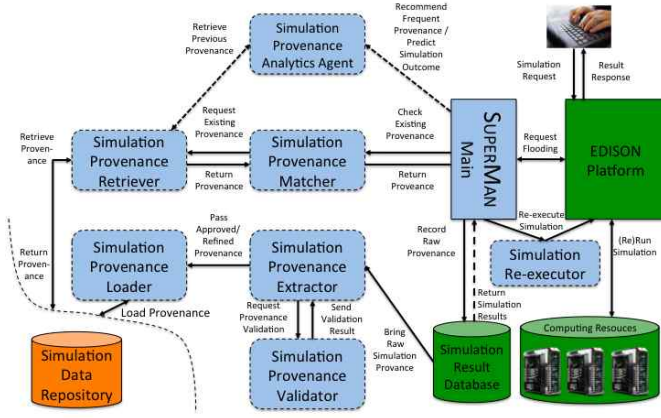 Retrieve
Previous
Provenance
Simulation
Provenance
Analytics Agent
Recommend
Frequent
Provenance /
Predict
Simulation
Outcome
Simulation
Request
Result
Response
Retrieve
Proven-
ance
Simulation
Provenance
Retriever
Request
Existing
Provenance
Return
Provenance
Simulation
Provenance
Matcher
Check
Existing
Provenance
Return
Proveance
SUPERMAN
Main
Request
Flooding
EDISON
Platform
Return
Proven-
ance
Simulation
Provenance
Loader
Pass
Approved/
Refined
Provenance
Simulation
Provenance
Extractor
Record
Raw
Provenance
Re-execute
Simulation
Simulation
Re-executor
(Re)Run
Simulation
Load Provenance
Request
Provenance
Validation
Send
Validation
Result
Return
Simulation
Results
Bring
Raw
Simulation
Provance
Simulation
Data
Repository
Simulation
Provenance
Validator
Simulation
Result
Database
Computing Resouces